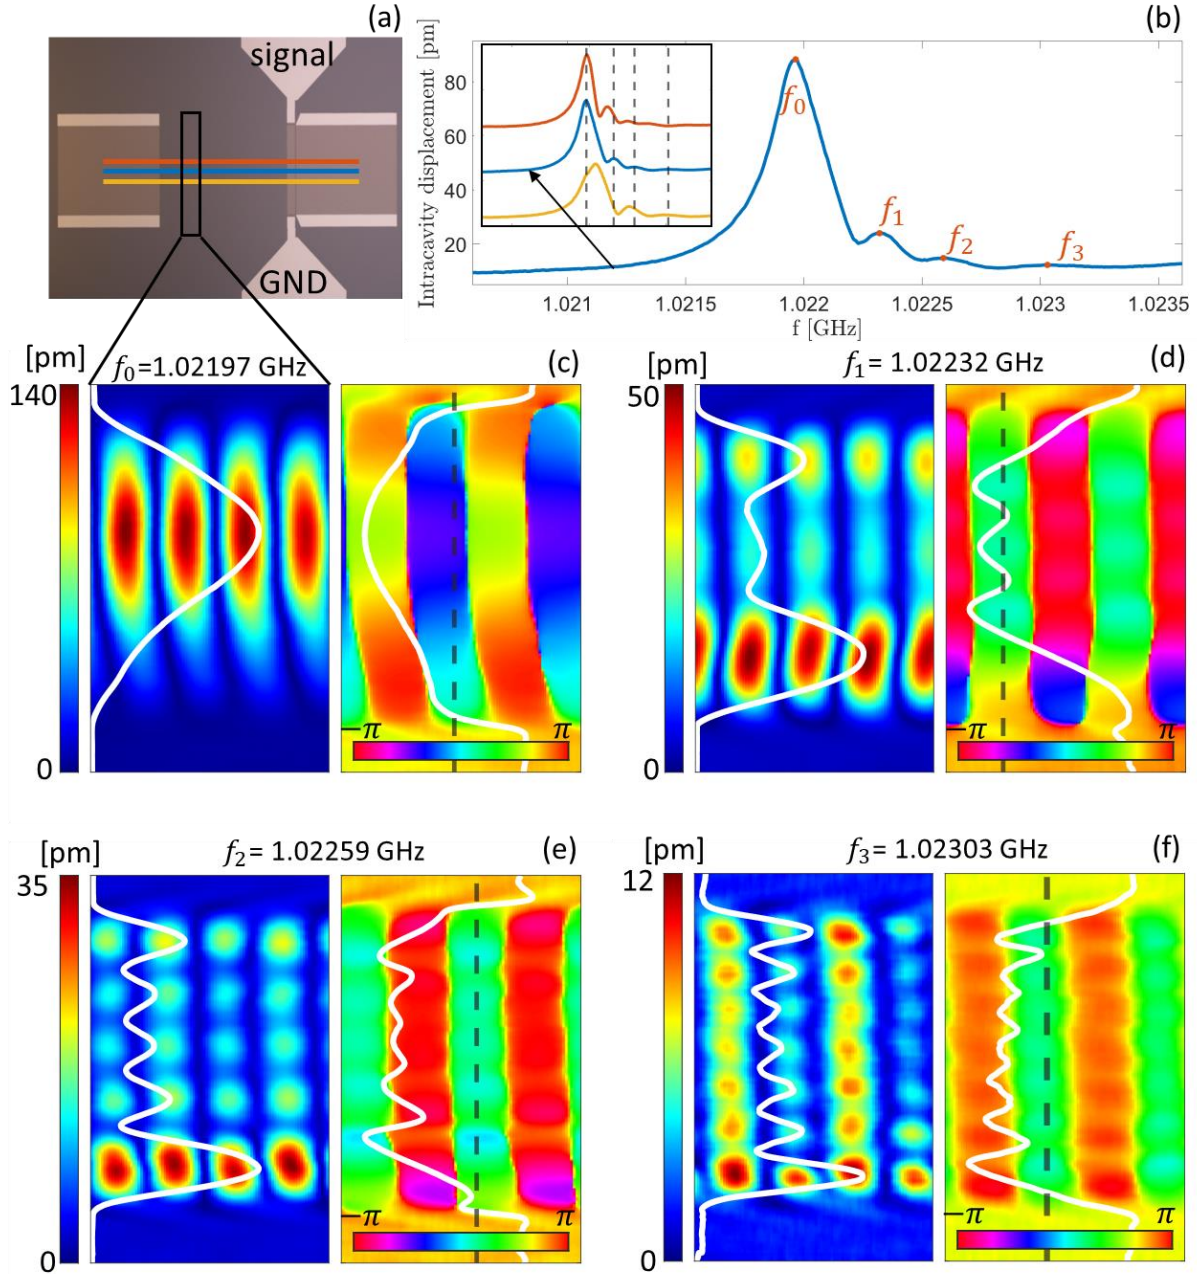 (a)
signal
GND
(b)
Intracavity displacement [pm]
80
60
40
20
f₀
f₁
f₂
f₃
1.021
1.0215
1.022
1.0225
1.023
1.0235
f [GHz]
[pm]
f₀=1.02197 GHz
(c)
140
0
−π
π
[pm]
f₁= 1.02232 GHz
(d)
50
0
−π
π
[pm]
f₂= 1.02259 GHz
(e)
35
0
−π
π
[pm]
f₃= 1.02303 GHz
(f)
12
0
−π
π